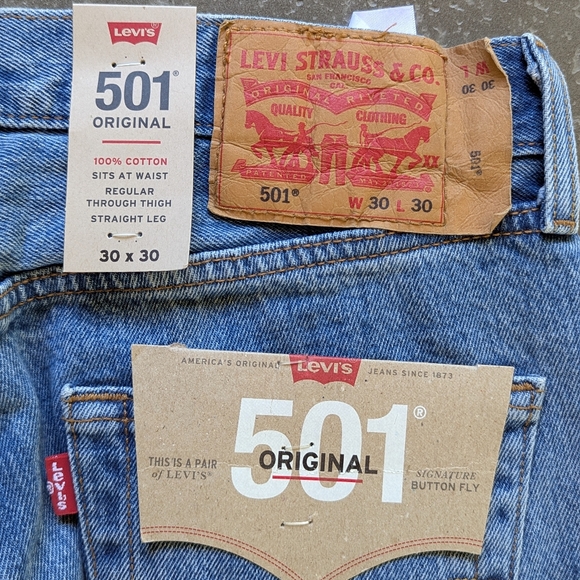 Levi's
501®
ORIGINAL
100% COTTON
SITS AT WAIST
REGULAR
THROUGH THIGH
STRAIGHT LEG
30 x 30
LEVI STRAUSS & CO.
SAN FRANCISCO
CAL
ORIGINAL RIVETED
QUALITY CLOTHING
XX
PATENTED
501® W 30 L 30
W L
30 30
501®
AMERICA'S ORIGINAL Levi's JEANS SINCE 1873
501®
ORIGINAL
THIS IS A PAIR
of LEVI'S®
SIGNATURE
BUTTON FLY
Levi's
®